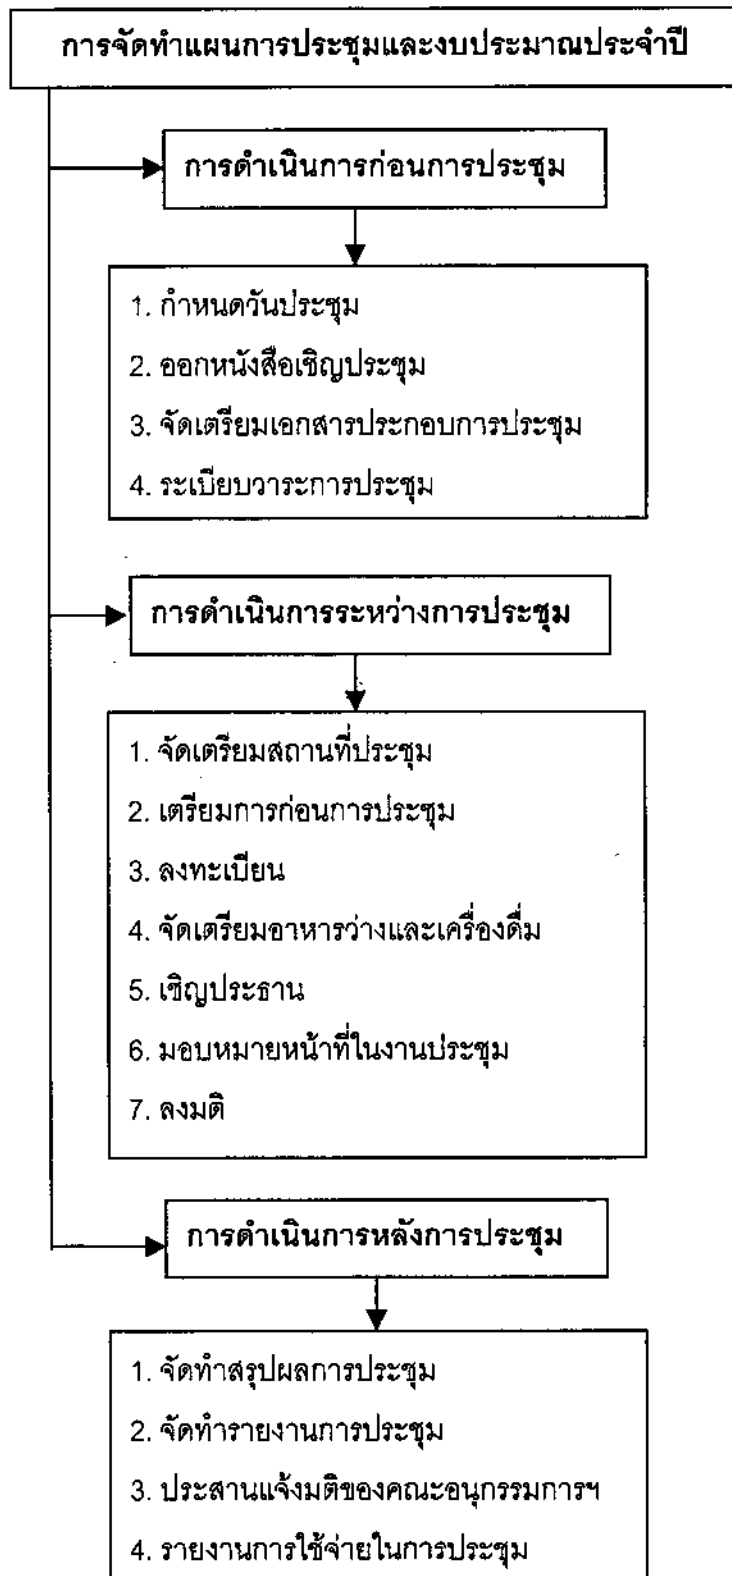 การจัดทำแผนการประชุมและงบประมาณประจำปี
การดำเนินการก่อนการประชุม
1. กำหนดวันประชุม
2. ออกหนังสือเชิญประชุม
3. จัดเตรียมเอกสารประกอบการประชุม
4. ระเบียบวาระการประชุม
การดำเนินการระหว่างการประชุม
1. จัดเตรียมสถานที่ประชุม
2. เตรียมการก่อนการประชุม
3. ลงทะเบียน
4. จัดเตรียมอาหารว่างและเครื่องดื่ม
5. เชิญประธาน
6. มอบหมายหน้าที่ในงานประชุม
7. ลงมติ
การดำเนินการหลังการประชุม
1. จัดทำสรุปผลการประชุม
2. จัดทำรายงานการประชุม
3. ประสานแจ้งมติของคณะอนุกรรมการฯ
4. รายงานการใช้จ่ายในการประชุม